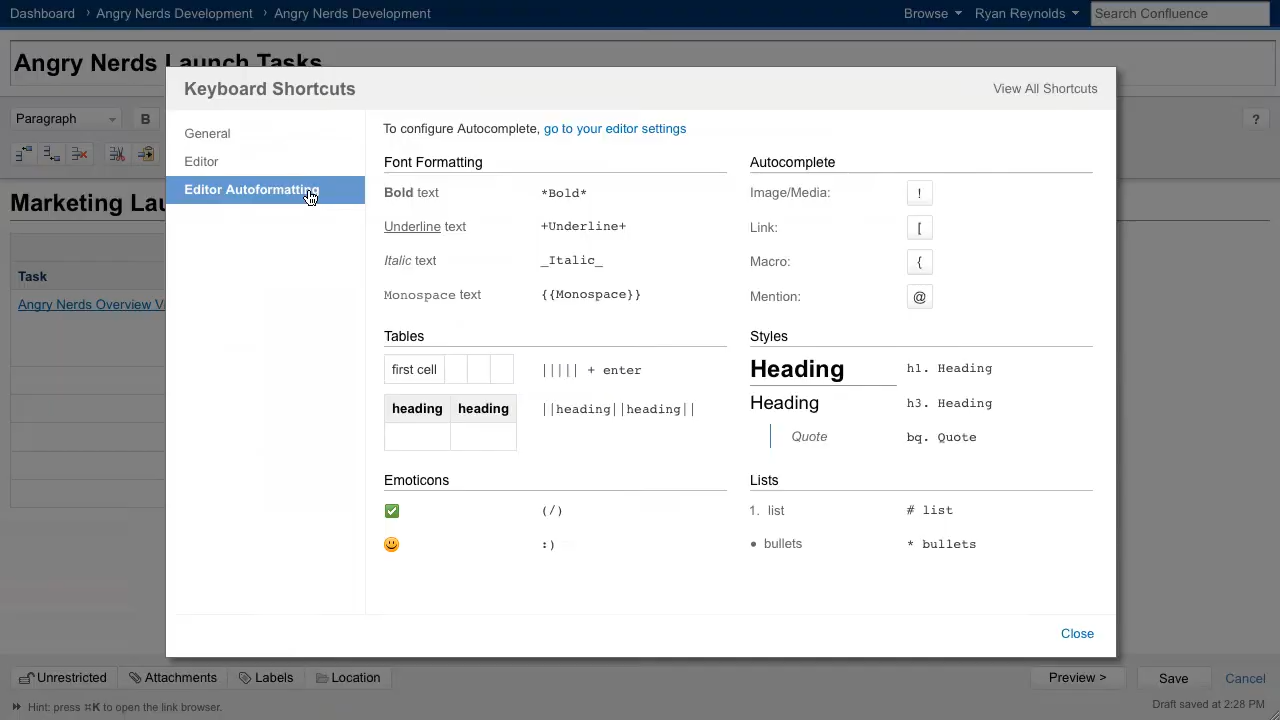 Dashboard › Angry Nerds Development › Angry Nerds Development
Browse Ryan Reynolds Search Confluence
Angry Nerds Launch Tasks
Keyboard Shortcuts
View All Shortcuts
Paragraph B ?
General
Editor
Editor Autoformatting
To configure Autocomplete, go to your editor settings
Font Formatting
Bold text *Bold*
Underline text +Underline+
Italic text _Italic_
Monospace text {{Monospace}}
Autocomplete
Image/Media: !
Link: [
Macro: {
Mention: @
Tables
first cell ||||| + enter
heading heading ||heading||heading||
Styles
Heading h1. Heading
Heading h3. Heading
Quote bq. Quote
Emoticons
(/)
:)
Lists
1. list # list
• bullets * bullets
Close
Marketing Lau
Task
Angry Nerds Overview Vi
Unrestricted Attachments Labels Location
Preview > Save Cancel
Hint: press ⌘K to open the link browser.
Draft saved at 2:28 PM